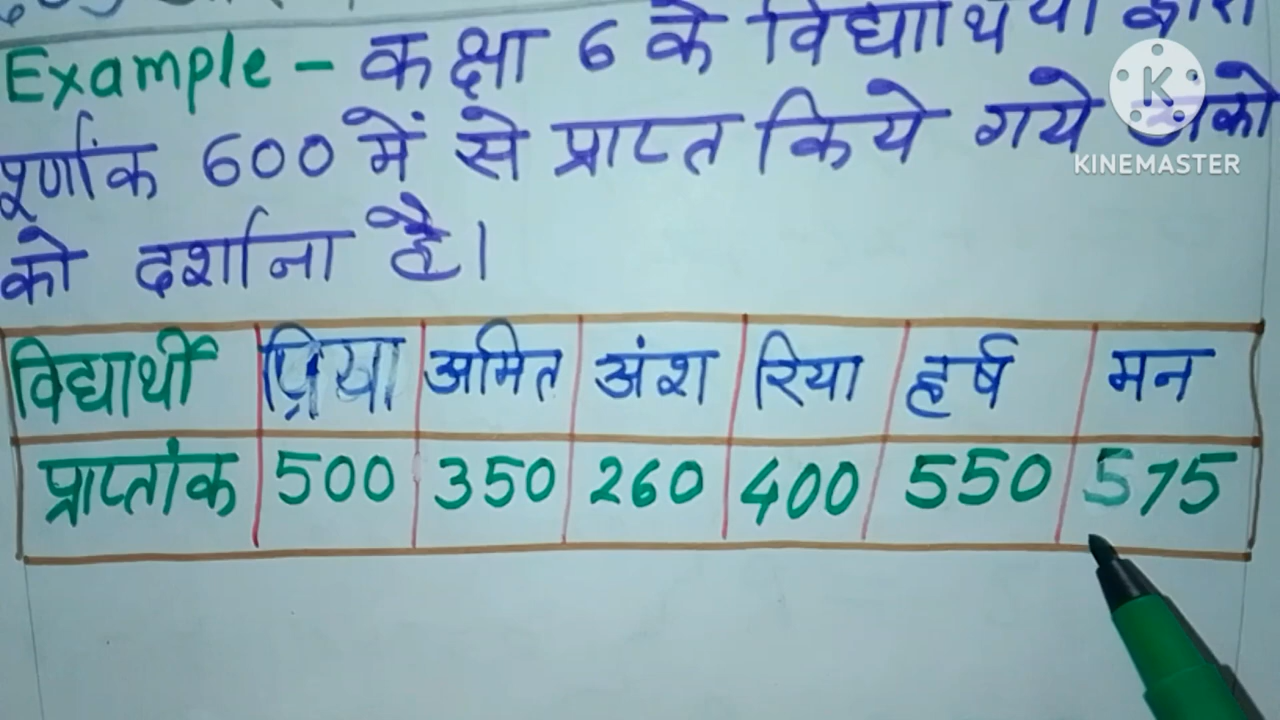 Example - कक्षा 6 के विद्यार्थियों द्वारा
पूर्णांक 600 में से प्राप्त किये गये
को दर्शाना है।
KINEMASTER
विद्यार्थी प्रिया अमित अंश रिया हर्ष मन
प्राप्तांक 500 350 260 400 550 575